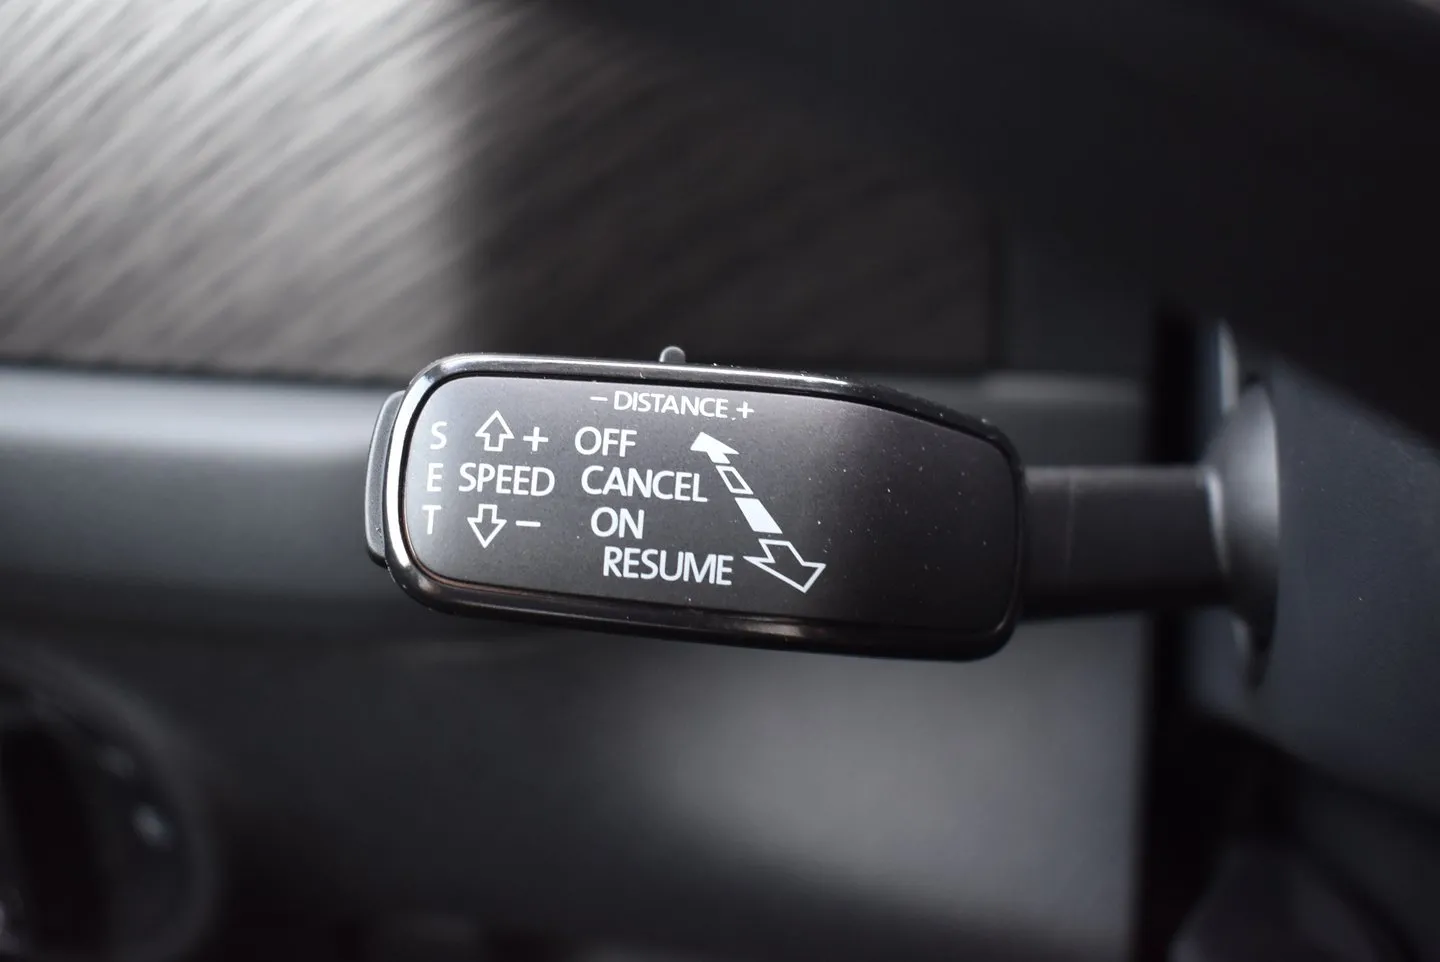 - DISTANCE +
S + OFF
E SPEED CANCEL
T - ON
RESUME